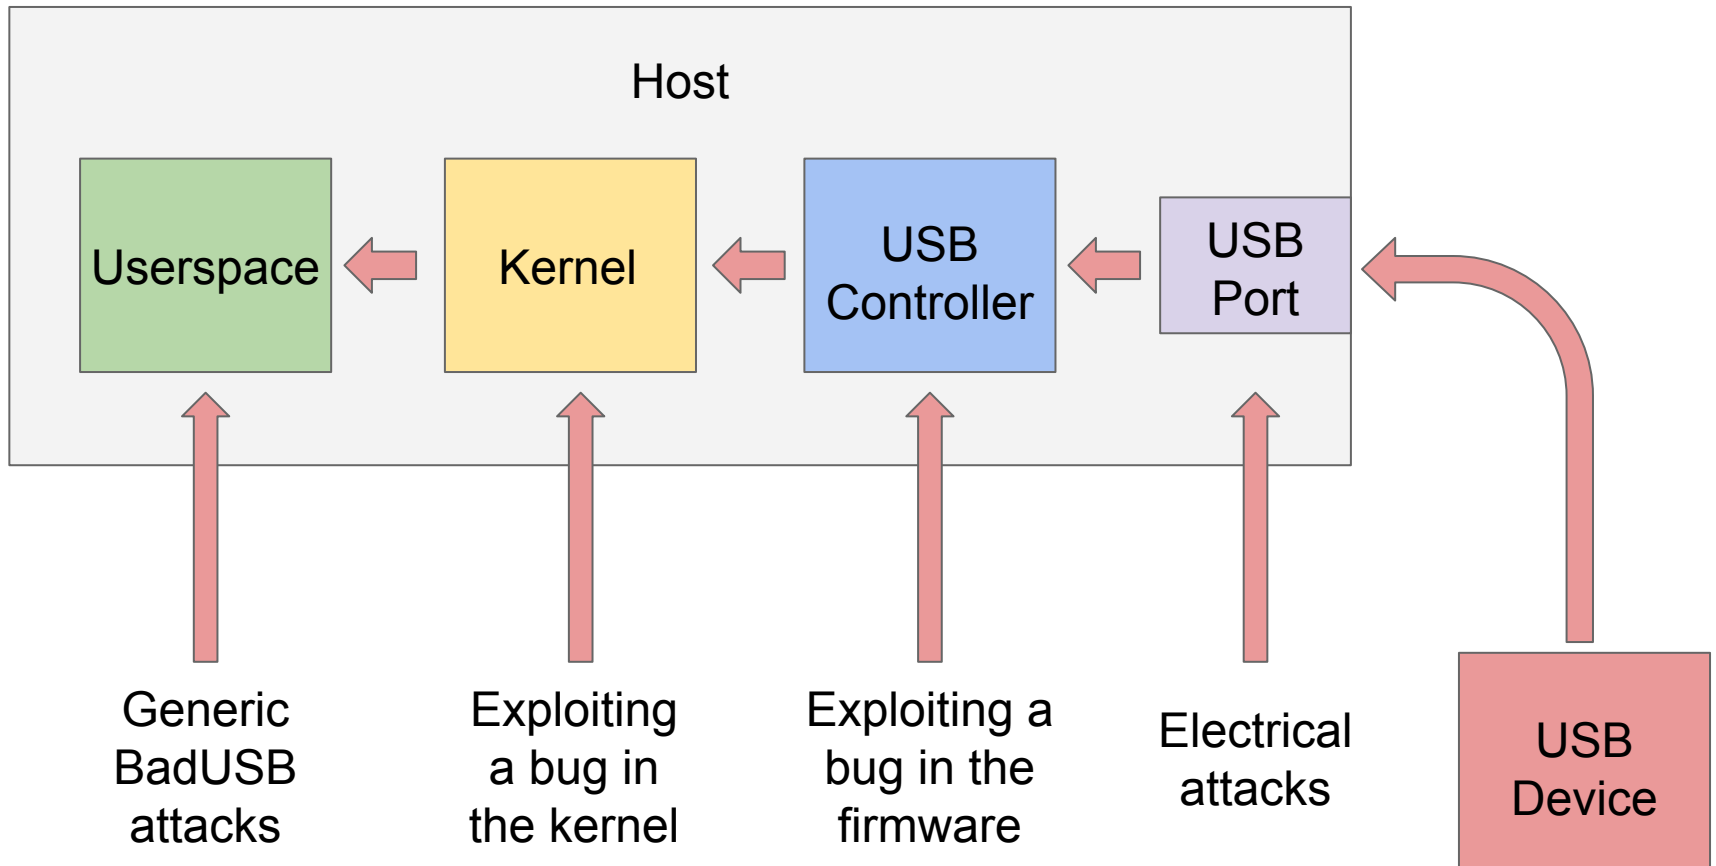 Host
Userspace
Kernel
USB
Controller
USB
Port
Generic
BadUSB
attacks
Exploiting
a bug in
the kernel
Exploiting a
bug in the
firmware
Electrical
attacks
USB
Device